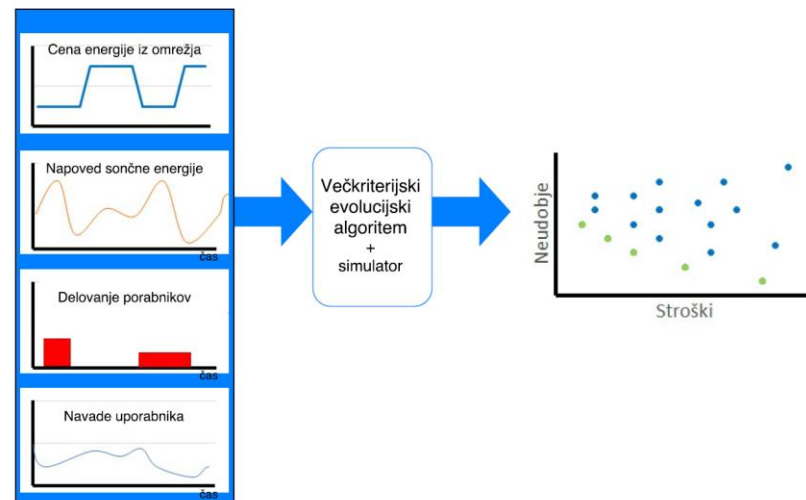 Cena energije iz omrežja
Napoved sončne energije
čas
Delovanje porabnikov
čas
Navade uporabnika
čas
Večkriterijski
evolucijski
algoritem
+
simulator
Neudobje
Stroški